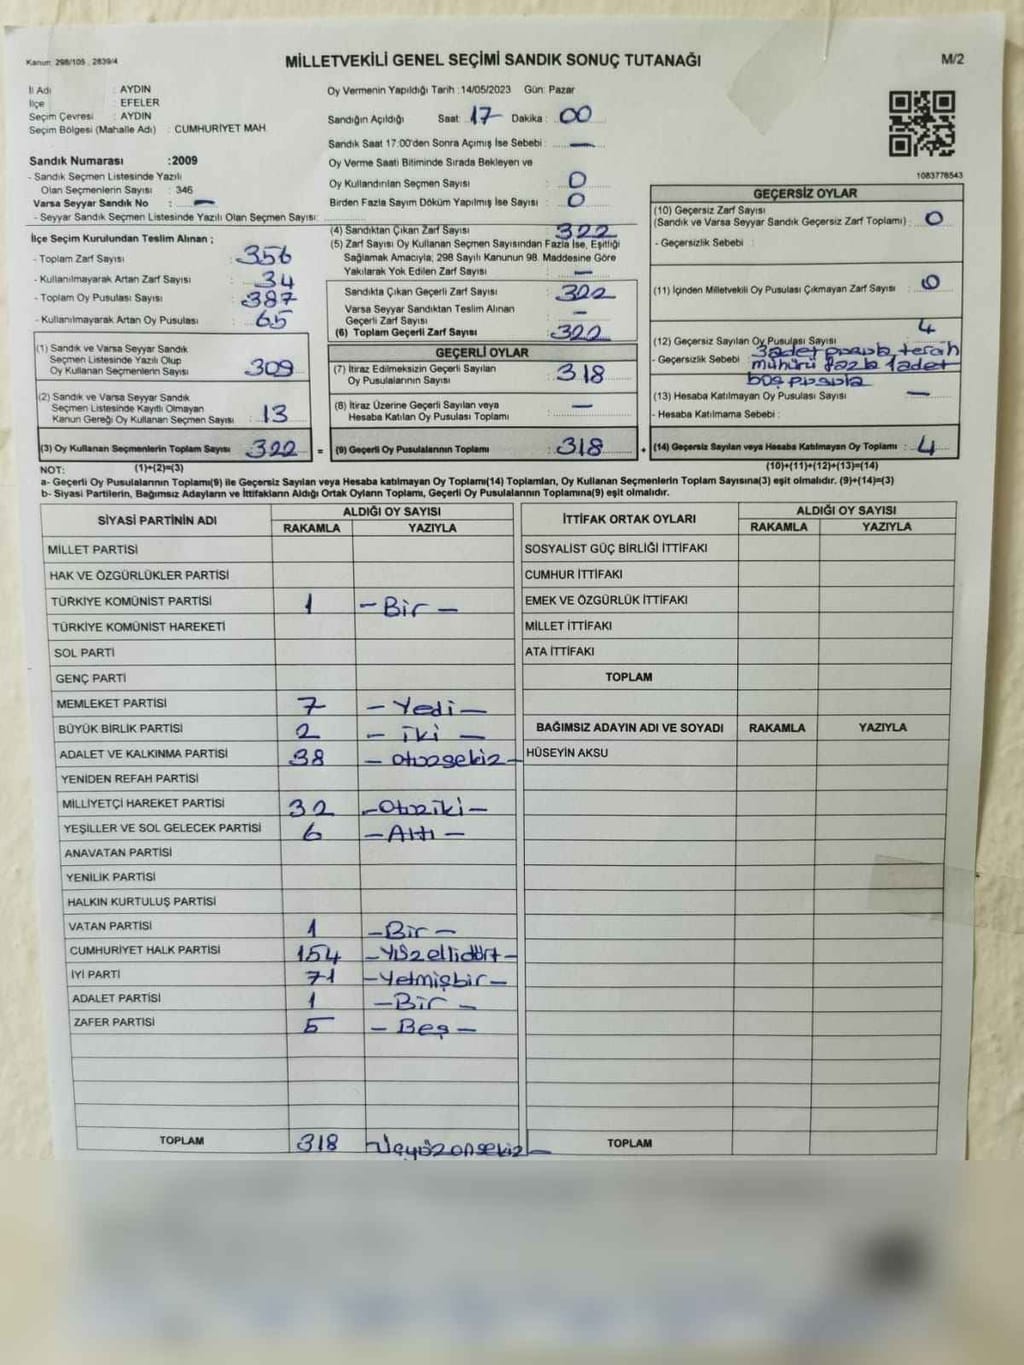 Kanun: 298/105 , 2839/4
MİLLETVEKİLİ GENEL SEÇİMİ SANDIK SONUÇ TUTANAĞI
M/2
İl Adı : AYDIN
İlçe : EFELER
Seçim Çevresi : AYDIN
Seçim Bölgesi (Mahalle Adı) : CUMHURİYET MAH.
Sandık Numarası :2009
- Sandık Seçmen Listesinde Yazılı
Olan Seçmenlerin Sayısı : 346
Varsa Seyyar Sandık No : —
- Seyyar Sandık Seçmen Listesinde Yazılı Olan Seçmen Sayısı:
Oy Vermenin Yapıldığı Tarih :14/05/2023 Gün: Pazar
Sandığın Açıldığı Saat : 17 Dakika : 00
Sandık Saat 17:00'den Sonra Açılmış İse Sebebi : —
Oy Verme Saati Bitiminde Sırada Bekleyen ve
Oy Kullandırılan Seçmen Sayısı : 0
Birden Fazla Sayım Döküm Yapılmış İse Sayısı : 0
1083778543
İlçe Seçim Kurulundan Teslim Alınan ;
- Toplam Zarf Sayısı : 356
- Kullanılmayarak Artan Zarf Sayısı : 34
- Toplam Oy Pusulası Sayısı : 387
- Kullanılmayarak Artan Oy Pusulası : 65
(1) Sandık ve Varsa Seyyar Sandık
Seçmen Listesinde Yazılı Olup
Oy Kullanan Seçmenlerin Sayısı : 309
(2) Sandık ve Varsa Seyyar Sandık
Seçmen Listesinde Kayıtlı Olmayan
Kanun Gereği Oy Kullanan Seçmen Sayısı : 13
(3) Oy Kullanan Seçmenlerin Toplam Sayısı : 322 =
(4) Sandıktan Çıkan Zarf Sayısı : 322
(5) Zarf Sayısı Oy Kullanan Seçmen Sayısından Fazla İse, Eşitliği
Sağlamak Amacıyla; 298 Sayılı Kanunun 98. Maddesine Göre
Yakılarak Yok Edilen Zarf Sayısı : —
Sandıkta Çıkan Geçerli Zarf Sayısı : 322
Varsa Seyyar Sandıktan Teslim Alınan
Geçerli Zarf Sayısı : —
(6) Toplam Geçerli Zarf Sayısı : 322
GEÇERLİ OYLAR
(7) İtiraz Edilmeksizin Geçerli Sayılan
Oy Pusulalarının Sayısı : 318
(8) İtiraz Üzerine Geçerli Sayılan veya
Hesaba Katılan Oy Pusulası Toplamı : —
(9) Geçerli Oy Pusulalarının Toplamı : 318 +
GEÇERSİZ OYLAR
(10) Geçersiz Zarf Sayısı
(Sandık ve Varsa Seyyar Sandık Geçersiz Zarf Toplamı) : 0
- Geçersizlik Sebebi :
(11) İçinden Milletvekili Oy Pusulası Çıkmayan Zarf Sayısı : 0
(12) Geçersiz Sayılan Oy Pusulası Sayısı : 4
- Geçersizlik Sebebi : 3 adet pusula tercih
mühürü fazla 1 adet
boş pusula
(13) Hesaba Katılmayan Oy Pusulası Sayısı : —
- Hesaba Katılmama Sebebi :
(14) Geçersiz Sayılan veya Hesaba Katılmayan Oy Toplamı : 4
NOT: (1)+(2)=(3)
(10)+(11)+(12)+(13)=(14)
a- Geçerli Oy Pusulalarının Toplamı(9) ile Geçersiz Sayılan veya Hesaba katılmayan Oy Toplamı(14) Toplamları, Oy Kullanan Seçmenlerin Toplam Sayısına(3) eşit olmalıdır. (9)+(14)=(3)
b- Siyasi Partilerin, Bağımsız Adayların ve İttifakların Aldığı Ortak Oyların Toplamı, Geçerli Oy Pusulalarının Toplamına(9) eşit olmalıdır.
SİYASİ PARTİNİN ADI ALDIĞI OY SAYISI
RAKAMLA YAZIYLA
MİLLET PARTİSİ
HAK VE ÖZGÜRLÜKLER PARTİSİ
TÜRKİYE KOMÜNİST PARTİSİ 1 – Bir –
TÜRKİYE KOMÜNİST HAREKETİ
SOL PARTİ
GENÇ PARTİ
MEMLEKET PARTİSİ 7 – Yedi –
BÜYÜK BİRLİK PARTİSİ 2 – iki –
ADALET VE KALKINMA PARTİSİ 38 – otuzsekiz –
YENİDEN REFAH PARTİSİ
MİLLİYETÇİ HAREKET PARTİSİ 32 – Otuziki –
YEŞİLLER VE SOL GELECEK PARTİSİ 6 – Altı –
ANAVATAN PARTİSİ
YENİLİK PARTİSİ
HALKIN KURTULUŞ PARTİSİ
VATAN PARTİSİ 1 – Bir –
CUMHURİYET HALK PARTİSİ 154 – Yüzellidört –
İYİ PARTİ 71 – Yetmişbir –
ADALET PARTİSİ 1 – Bir –
ZAFER PARTİSİ 5 – Beş –
TOPLAM 318 Üçyüzonsekiz –
İTTİFAK ORTAK OYLARI ALDIĞI OY SAYISI
RAKAMLA YAZIYLA
SOSYALİST GÜÇ BİRLİĞİ İTTİFAKI
CUMHUR İTTİFAKI
EMEK VE ÖZGÜRLÜK İTTİFAKI
MİLLET İTTİFAKI
ATA İTTİFAKI
TOPLAM
BAĞIMSIZ ADAYIN ADI VE SOYADI RAKAMLA YAZIYLA
HÜSEYİN AKSU
TOPLAM